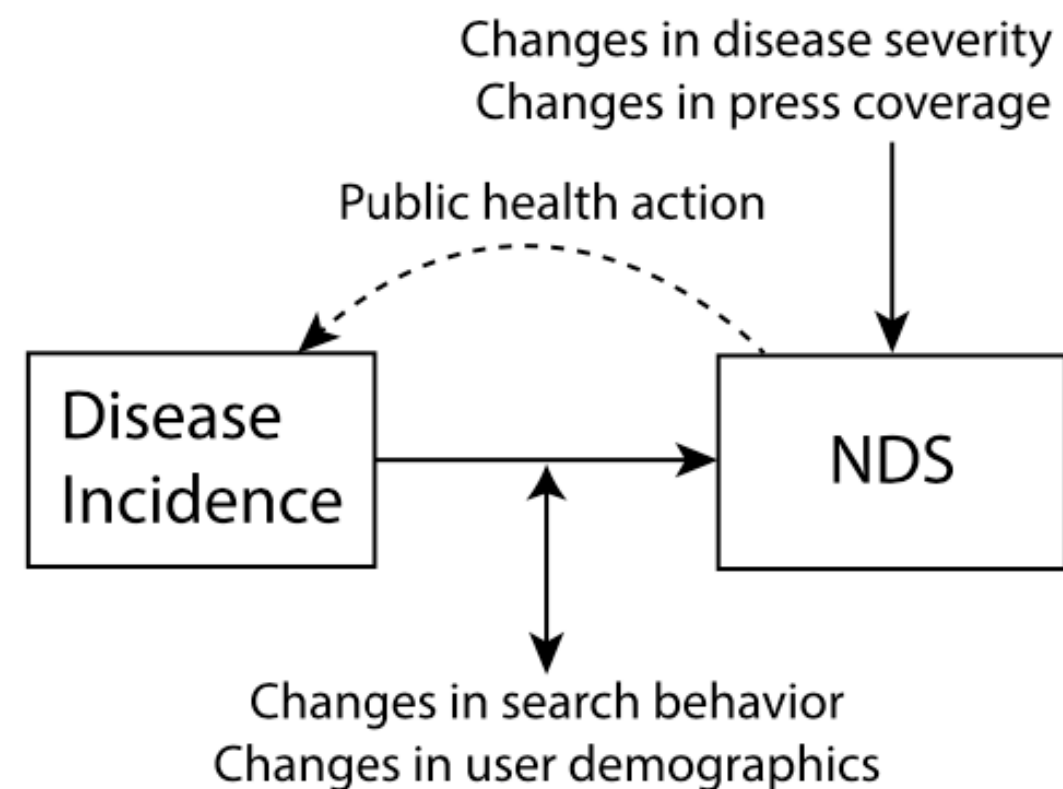 Changes in disease severity
Changes in press coverage
Public health action
Disease
Incidence
NDS
Changes in search behavior
Changes in user demographics